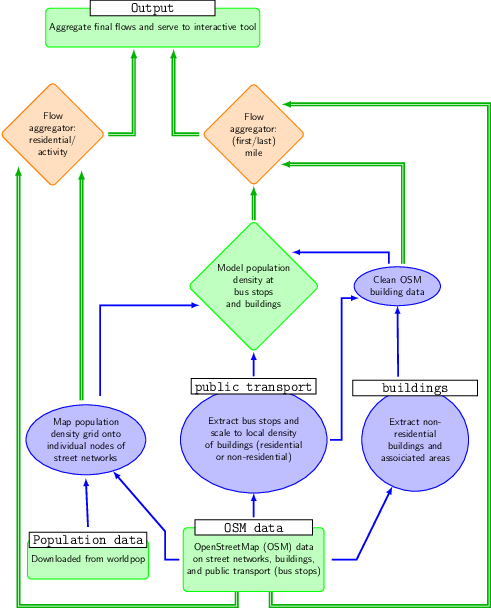 Output
Aggregate final flows and serve to interactive tool
Flow
aggregator:
residential/
activity
Flow
aggregator:
(first/last)
mile
Model population
density at
bus stops
and buildings
Clean OSM
building data
public transport
buildings
Map population
density grid onto
individual nodes of
street networks
Extract bus stops and
scale to local density
of buildings (residential
or non-residential)
Extract non-
residential
buildings and
assoiciated areas
Population data
Downloaded from worldpop
OSM data
OpenStreetMap (OSM) data
on street networks, buildings,
and public transport (bus stops)